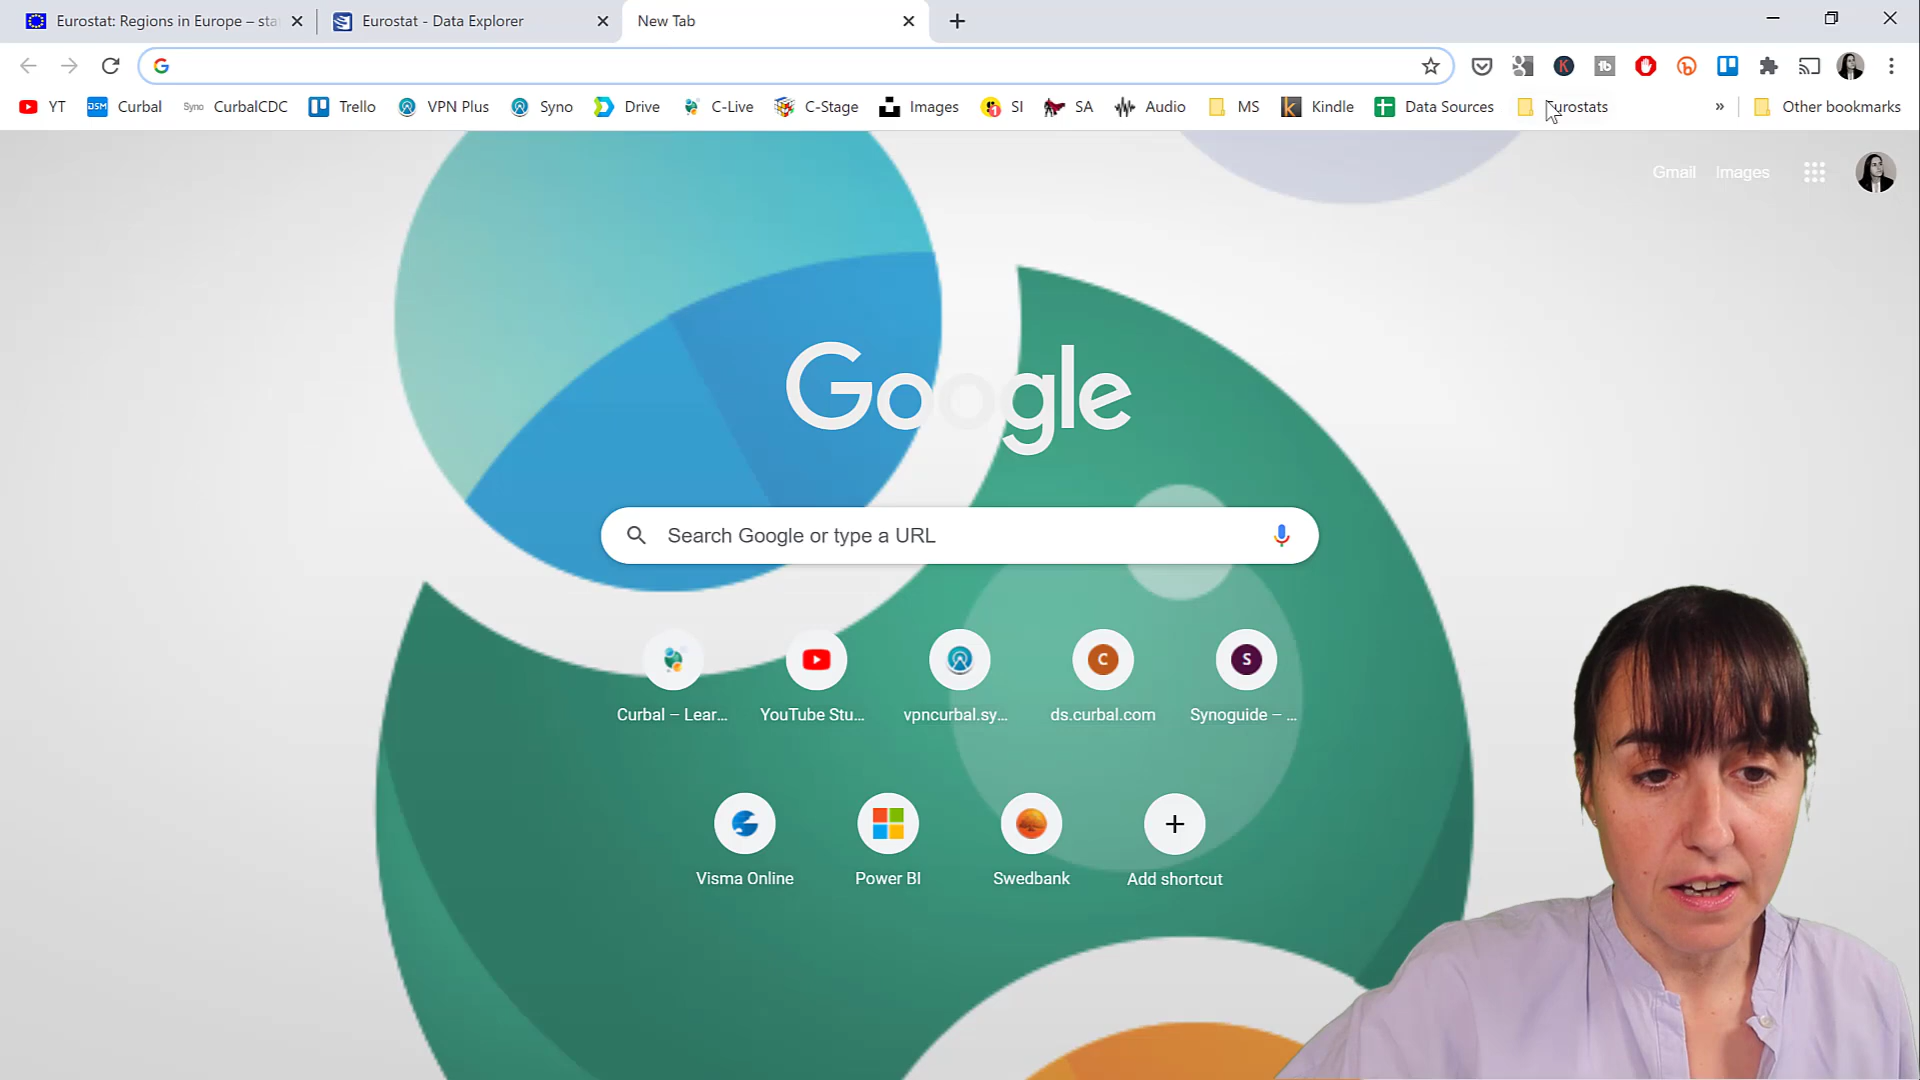 Eurostat: Regions in Europe – sta
Eurostat - Data Explorer
New Tab
YT
Curbal
Syno CurbalCDC
Trello
VPN Plus
Syno
Drive
C-Live
C-Stage
Images
SI
SA
Audio
MS
Kindle
Data Sources
Eurostats
»
Other bookmarks
Gmail
Images
Google
Search Google or type a URL
Curbal – Lear...
YouTube Stu...
vpncurbal.sy...
C
ds.curbal.com
S
Synoguide – ...
Visma Online
Power BI
Swedbank
Add shortcut